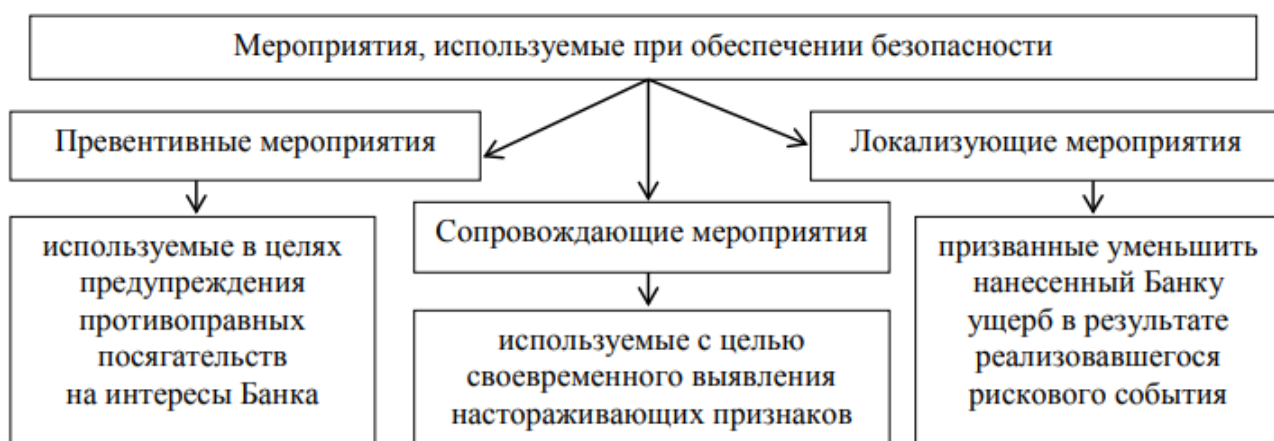 Мероприятия, используемые при обеспечении безопасности
Превентивные мероприятия
используемые в целях
предупреждения
противоправных
посягательств
на интересы Банка
Сопровождающие мероприятия
используемые с целью
своевременного выявления
настораживающих признаков
Локализующие мероприятия
призванные уменьшить
нанесенный Банку
ущерб в результате
реализовавшегося
рискового события